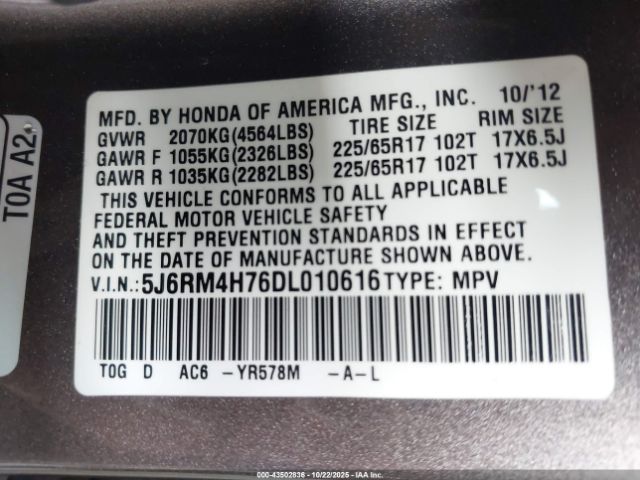 MFD. BY HONDA OF AMERICA MFG., INC. 10/'12
GVWR 2070KG(4564LBS) TIRE SIZE RIM SIZE
GAWR F 1055KG(2326LBS) 225/65R17 102T 17X6.5J
GAWR R 1035KG(2282LBS) 225/65R17 102T 17X6.5J
THIS VEHICLE CONFORMS TO ALL APPLICABLE
FEDERAL MOTOR VEHICLE SAFETY
AND THEFT PREVENTION STANDARDS IN EFFECT
ON THE DATE OF MANUFACTURE SHOWN ABOVE.
V.I.N.: 5J6RM4H76DL010616 TYPE: MPV
TOG D AC6 -YR578M -A-L
T0A A2
000-43502836 - 10/22/2025 - IAAI.CA